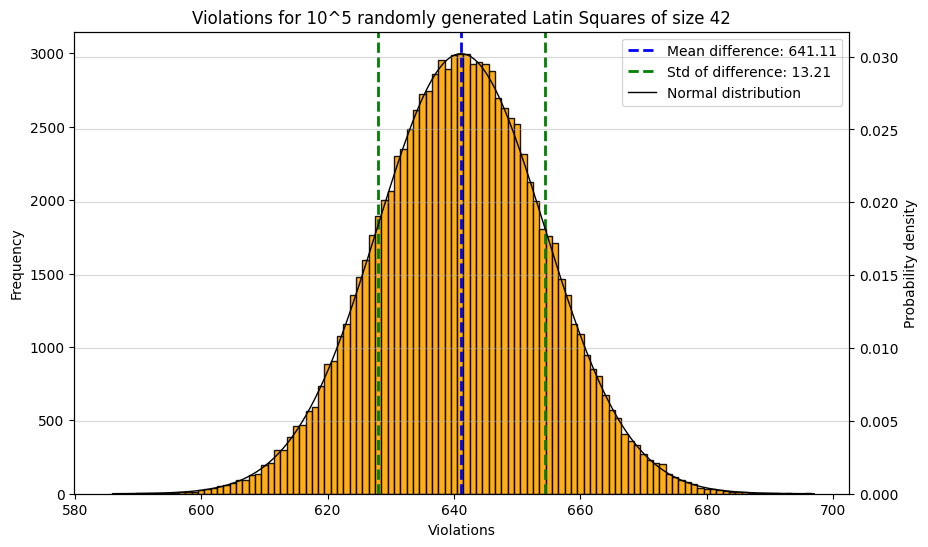 Violations for 10^5 randomly generated Latin Squares of size 42
Mean difference: 641.11
Std of difference: 13.21
Normal distribution
Frequency
3000
2500
2000
1500
1000
500
0
0.030
0.025
0.020
0.015
0.010
0.005
0.000
Probability density
580 600 620 640 660 680 700
Violations